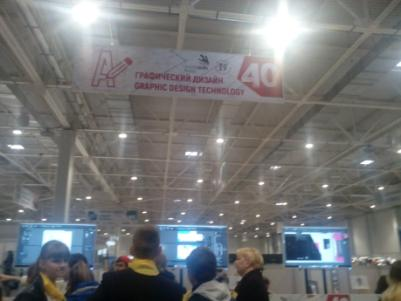 ГРАФИЧЕСКИЙ ДИЗАЙН
GRAPHIC DESIGN TECHNOLOGY
40